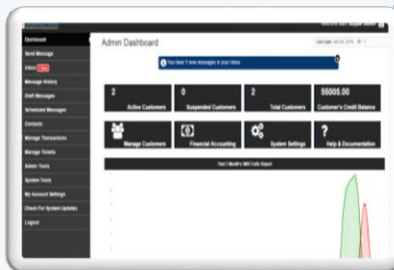 Dashboard
Admin Dashboard
Send Message
Inbox
You have 1 new messages in your inbox
Message History
Draft Messages
Scheduled Messages
Contacts
Manage Transactions
Manage Tickets
Admin Tools
System Tools
My Account Settings
Check For System Updates
Logout
2
Active Customers
0
Suspended Customers
2
Total Customers
55005.00
Customer's Credit Balance
Manage Customers
Financial Accounting
System Settings
?
Help & Documentation